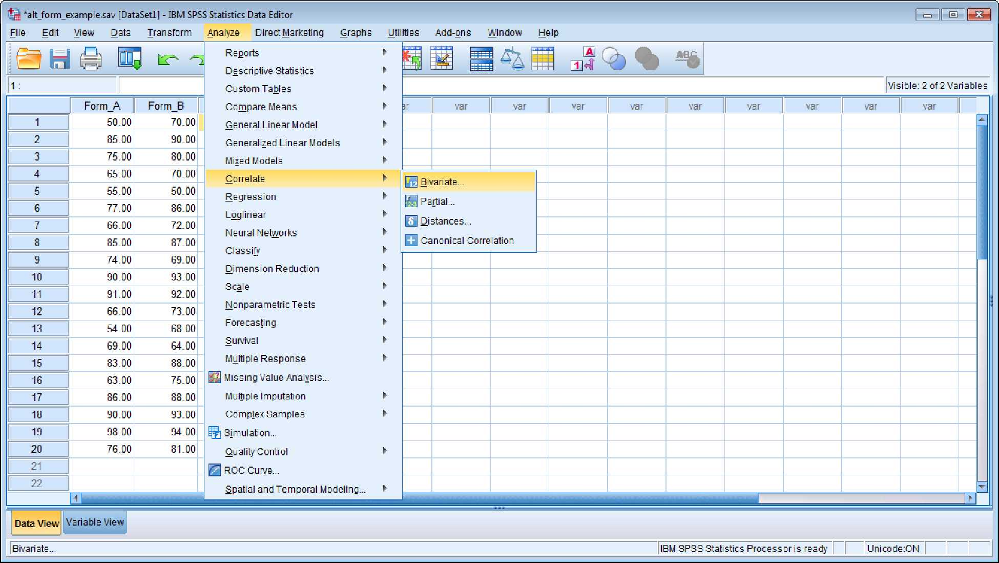 *alt_form_example.sav [DataSet1] - IBM SPSS Statistics Data Editor
File Edit View Data Transform Analyze Direct Marketing Graphs Utilities Add-ons Window Help
A
1
ABC
1 :
Visible: 2 of 2 Variables
Form_A Form_B ar var var var var var var var var var
1 50.00 70.00
2 85.00 90.00
3 75.00 80.00
4 65.00 70.00
5 55.00 50.00
6 77.00 86.00
7 66.00 72.00
8 85.00 87.00
9 74.00 69.00
10 90.00 93.00
11 91.00 92.00
12 66.00 73.00
13 54.00 68.00
14 69.00 64.00
15 83.00 88.00
16 63.00 75.00
17 86.00 88.00
18 90.00 93.00
19 98.00 94.00
20 76.00 81.00
21
22
Reports
Descriptive Statistics
Custom Tables
Compare Means
General Linear Model
Generalized Linear Models
Mixed Models
Correlate
Regression
Loglinear
Neural Networks
Classify
Dimension Reduction
Scale
Nonparametric Tests
Forecasting
Survival
Multiple Response
Missing Value Analysis...
Multiple Imputation
Complex Samples
Simulation...
Quality Control
ROC Curve...
Spatial and Temporal Modeling...
Bivariate...
Partial...
Distances...
Canonical Correlation
Data View Variable View
Bivariate...
IBM SPSS Statistics Processor is ready
Unicode:ON